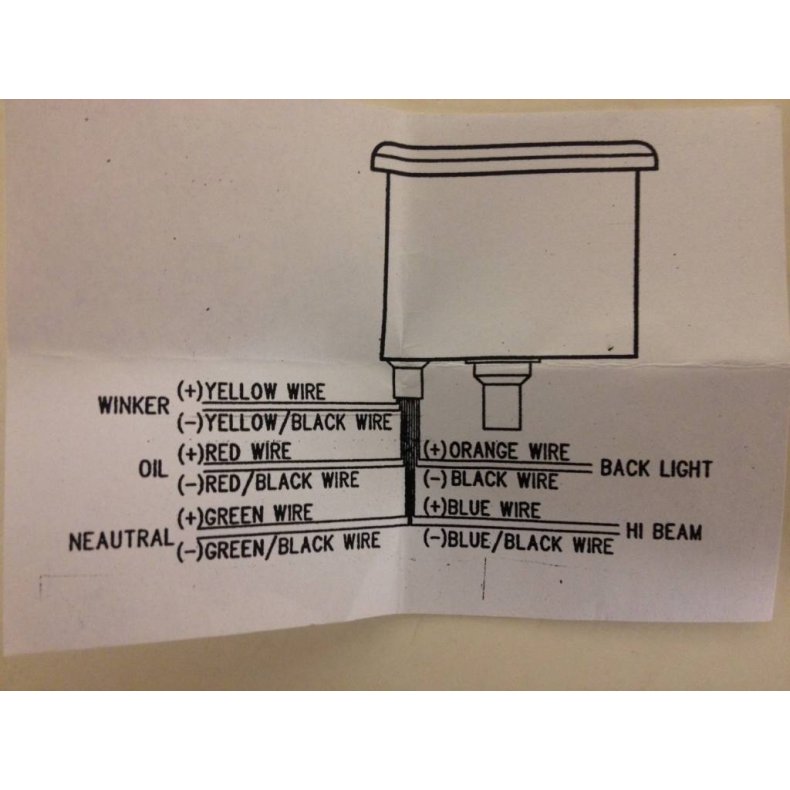 WINKER
(+)YELLOW WIRE
(-)YELLOW/BLACK WIRE
OIL
(+)RED WIRE
(-)RED/BLACK WIRE
NEAUTRAL
(+)GREEN WIRE
(-)GREEN/BLACK WIRE
(+)ORANGE WIRE
(-)BLACK WIRE
BACK LIGHT
(+)BLUE WIRE
(-)BLUE/BLACK WIRE
HI BEAM